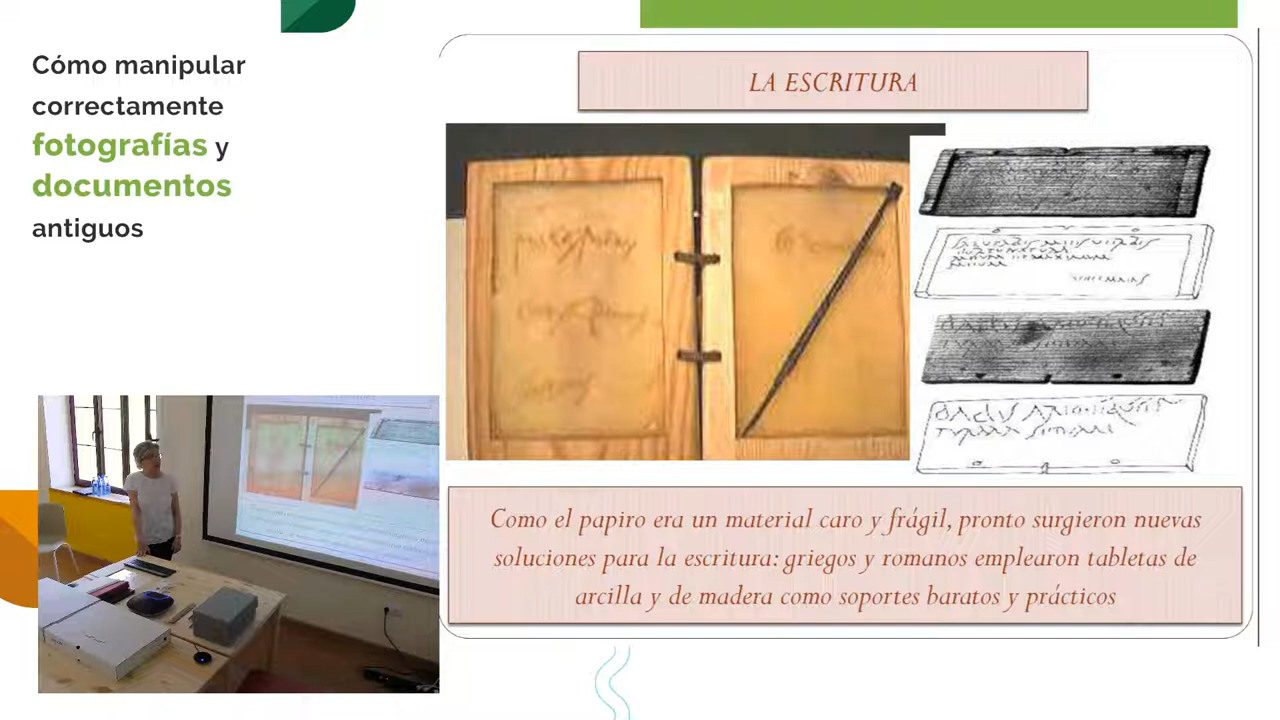 Cómo manipular
correctamente
fotografías y
documentos
antiguos
LA ESCRITURA
Como el papiro era un material caro y frágil, pronto surgieron nuevas
soluciones para la escritura: griegos y romanos emplearon tabletas de
arcilla y de madera como soportes baratos y prácticos